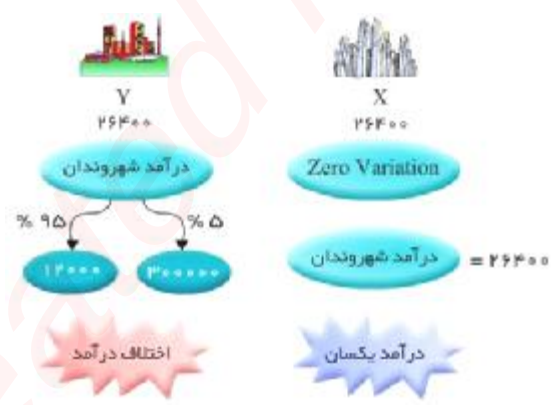 Y X
۲۶۴۰۰ ۲۶۴۰۰
درآمد شهروندان Zero Variation
% ۹۵ % ۵
۱۲۰۰۰ ۳۰۰۰۰۰
درآمد شهروندان = ۲۶۴۰۰
اختلاف درآمد درآمد یکسان